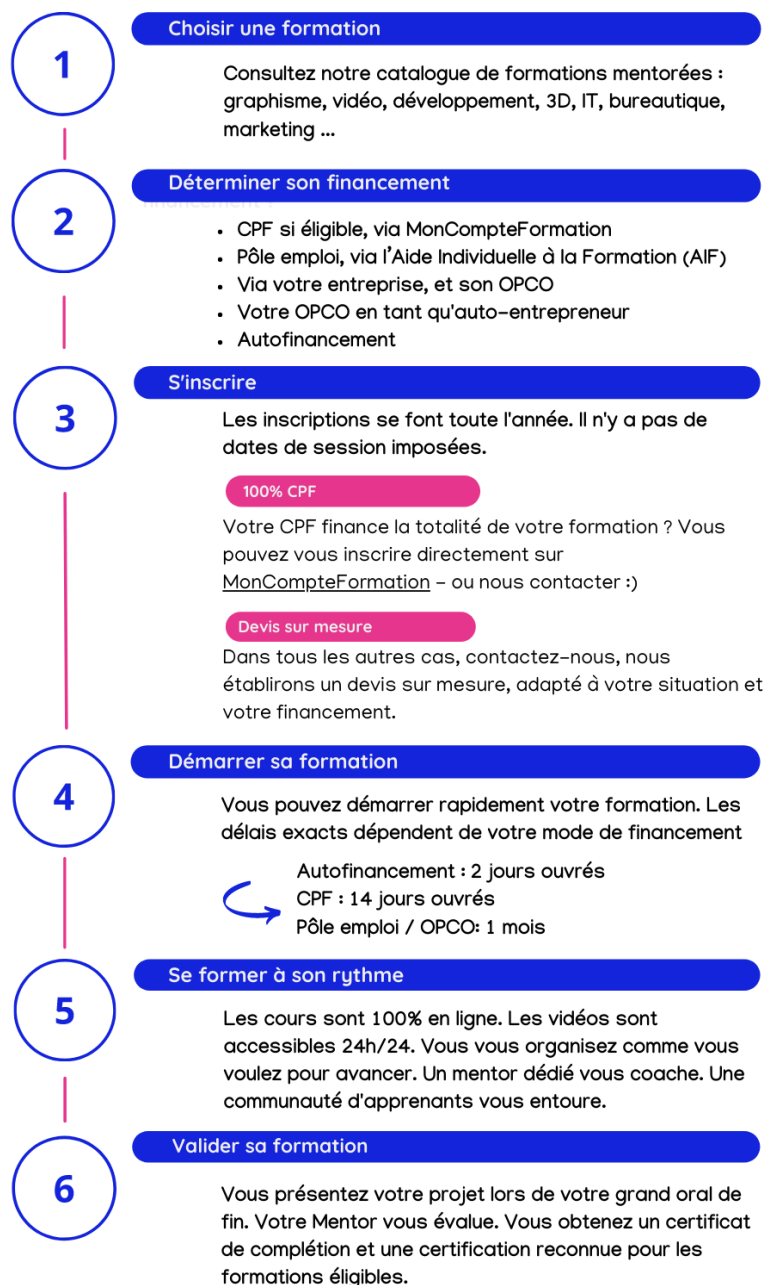 1
Choisir une formation
Consultez notre catalogue de formations mentorées :
graphisme, vidéo, développement, 3D, IT, bureautique,
marketing ...
2
Déterminer son financement
financement ?
• CPF si éligible, via MonCompteFormation
• Pôle emploi, via l’Aide Individuelle à la Formation (AIF)
• Via votre entreprise, et son OPCO
• Votre OPCO en tant qu'auto-entrepreneur
• Autofinancement
3
S'inscrire
Les inscriptions se font toute l'année. Il n'y a pas de
dates de session imposées.
100% CPF
Votre CPF finance la totalité de votre formation ? Vous
pouvez vous inscrire directement sur
MonCompteFormation - ou nous contacter :)
Devis sur mesure
Dans tous les autres cas, contactez-nous, nous
établirons un devis sur mesure, adapté à votre situation et
votre financement.
4
Démarrer sa formation
Vous pouvez démarrer rapidement votre formation. Les
délais exacts dépendent de votre mode de financement
Autofinancement : 2 jours ouvrés
CPF : 14 jours ouvrés
Pôle emploi / OPCO: 1 mois
5
Se former à son rythme
Les cours sont 100% en ligne. Les vidéos sont
accessibles 24h/24. Vous vous organisez comme vous
voulez pour avancer. Un mentor dédié vous coache. Une
communauté d'apprenants vous entoure.
6
Valider sa formation
Vous présentez votre projet lors de votre grand oral de
fin. Votre Mentor vous évalue. Vous obtenez un certificat
de complétion et une certification reconnue pour les
formations éligibles.